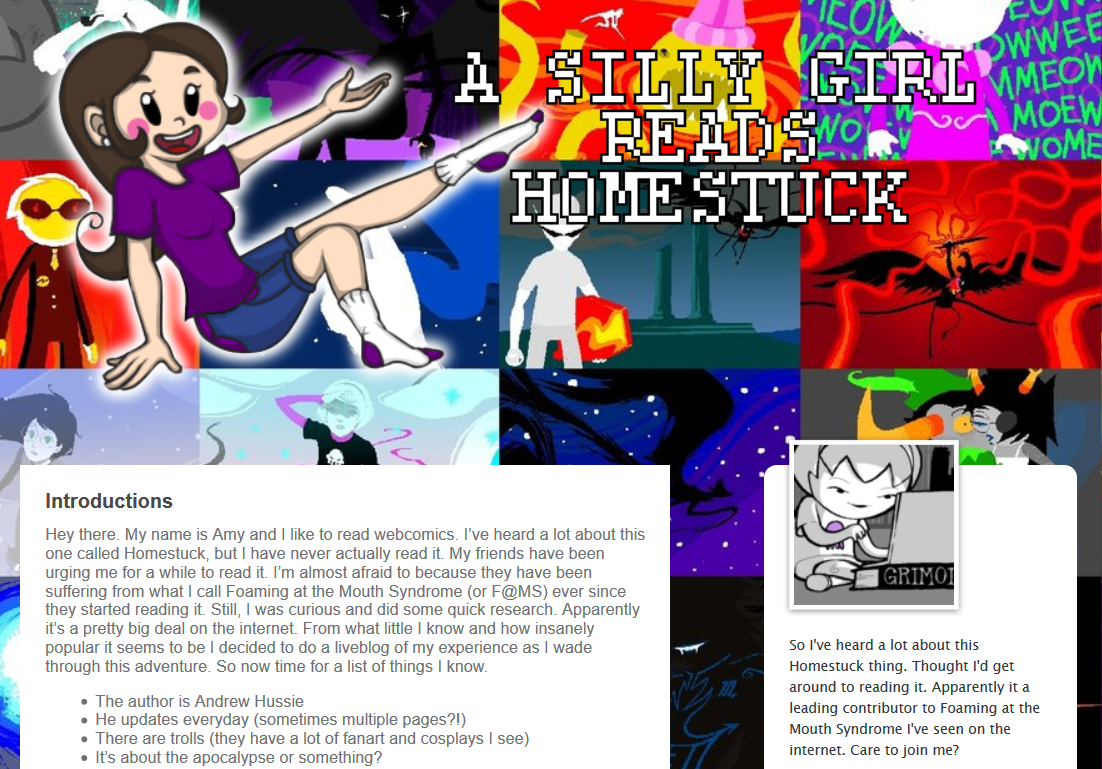 A SILLY GIRL
READS
HOMESTUCK
Introductions
Hey there. My name is Amy and I like to read webcomics. I've heard a lot about this
one called Homestuck, but I have never actually read it. My friends have been
urging me for a while to read it. I'm almost afraid to because they have been
suffering from what I call Foaming at the Mouth Syndrome (or F@MS) ever since
they started reading it. Still, I was curious and did some quick research. Apparently
it's a pretty big deal on the internet. From what little I know and how insanely
popular it seems to be I decided to do a liveblog of my experience as I wade
through this adventure. So now time for a list of things I know.
• The author is Andrew Hussie
• He updates everyday (sometimes multiple pages?!)
• There are trolls (they have a lot of fanart and cosplays I see)
• It's about the apocalypse or something?
GRIMO
So I've heard a lot about this
Homestuck thing. Thought I'd get
around to reading it. Apparently it a
leading contributor to Foaming at the
Mouth Syndrome I've seen on the
internet. Care to join me?